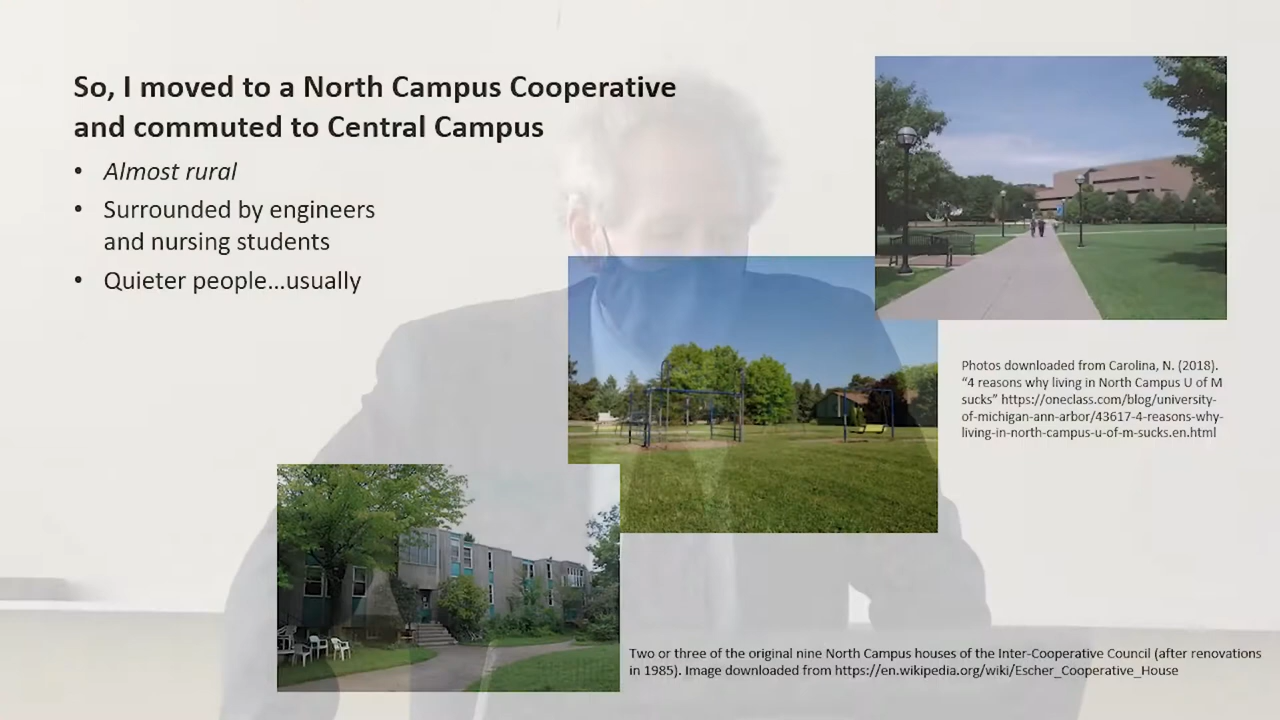 So, I moved to a North Campus Cooperative
and commuted to Central Campus
• Almost rural
• Surrounded by engineers
and nursing students
• Quieter people...usually
Photos downloaded from Carolina, N. (2018).
“4 reasons why living in North Campus U of M
sucks” https://oneclass.com/blog/university-
of-michigan-ann-arbor/43617-4-reasons-why-
living-in-north-campus-u-of-m-sucks.en.html
Two or three of the original nine North Campus houses of the Inter-Cooperative Council (after renovations
in 1985). Image downloaded from https://en.wikipedia.org/wiki/Escher_Cooperative_House